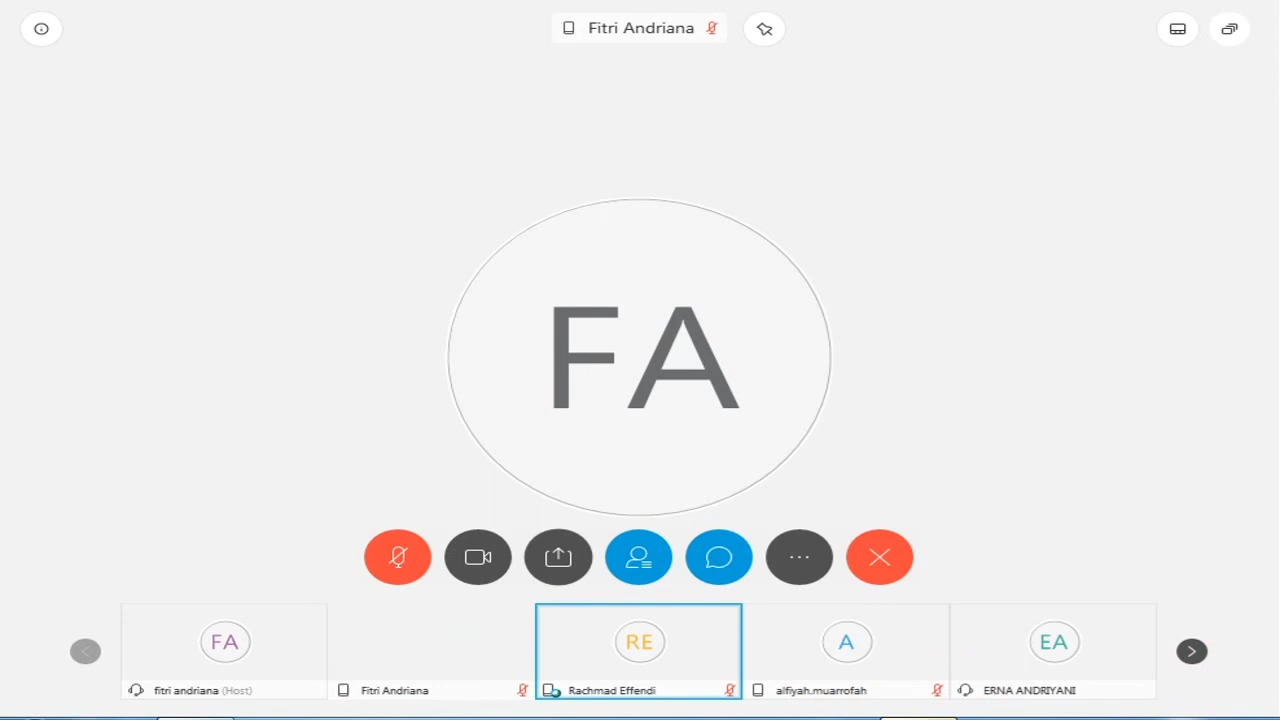 Fitri Andriana
FA
FA
fitri andriana (Host)
Fitri Andriana
RE
Rachmad Effendi
A
alfiyah.muarrofah
EA
ERNA ANDRIYANI